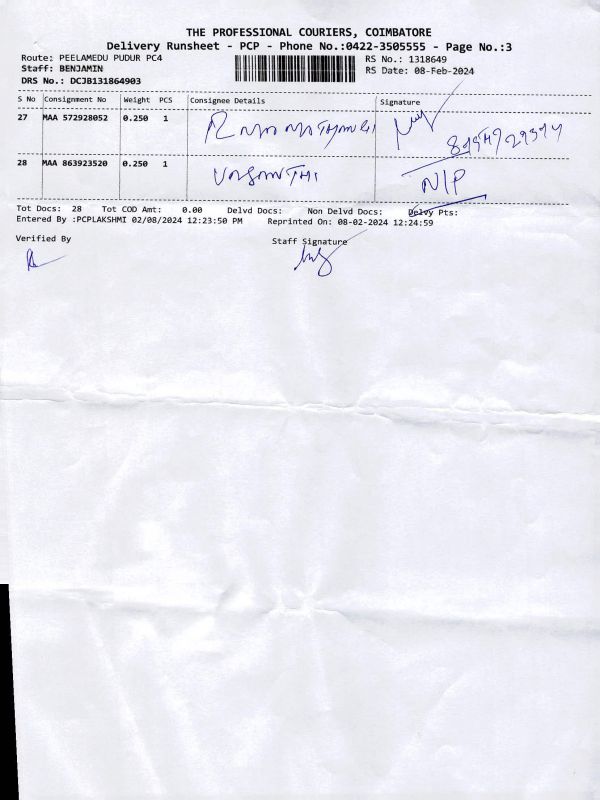 THE PROFESSIONAL COURIERS, COIMBATORE
Delivery Runsheet - PCP - Phone No.:0422-3505555 - Page No.:3
Route: PEELAMEDU PUDUR PC4
Staff: BENJAMIN
DRS No.: DCJB131864903
RS No.: 1318649
RS Date: 08-Feb-2024
S No Consignment No Weight PCS Consignee Details Signature
27 MAA 572928052 0.250 1
28 MAA 863923520 0.250 1 VASANTHI N/P
Tot Docs: 28 Tot COD Amt: 0.00 Delvd Docs: Non Delvd Docs: Delvy Pts:
Entered By :PCPLAKSHMI 02/08/2024 12:23:50 PM Reprinted On: 08-02-2024 12:24:59
Verified By Staff Signature